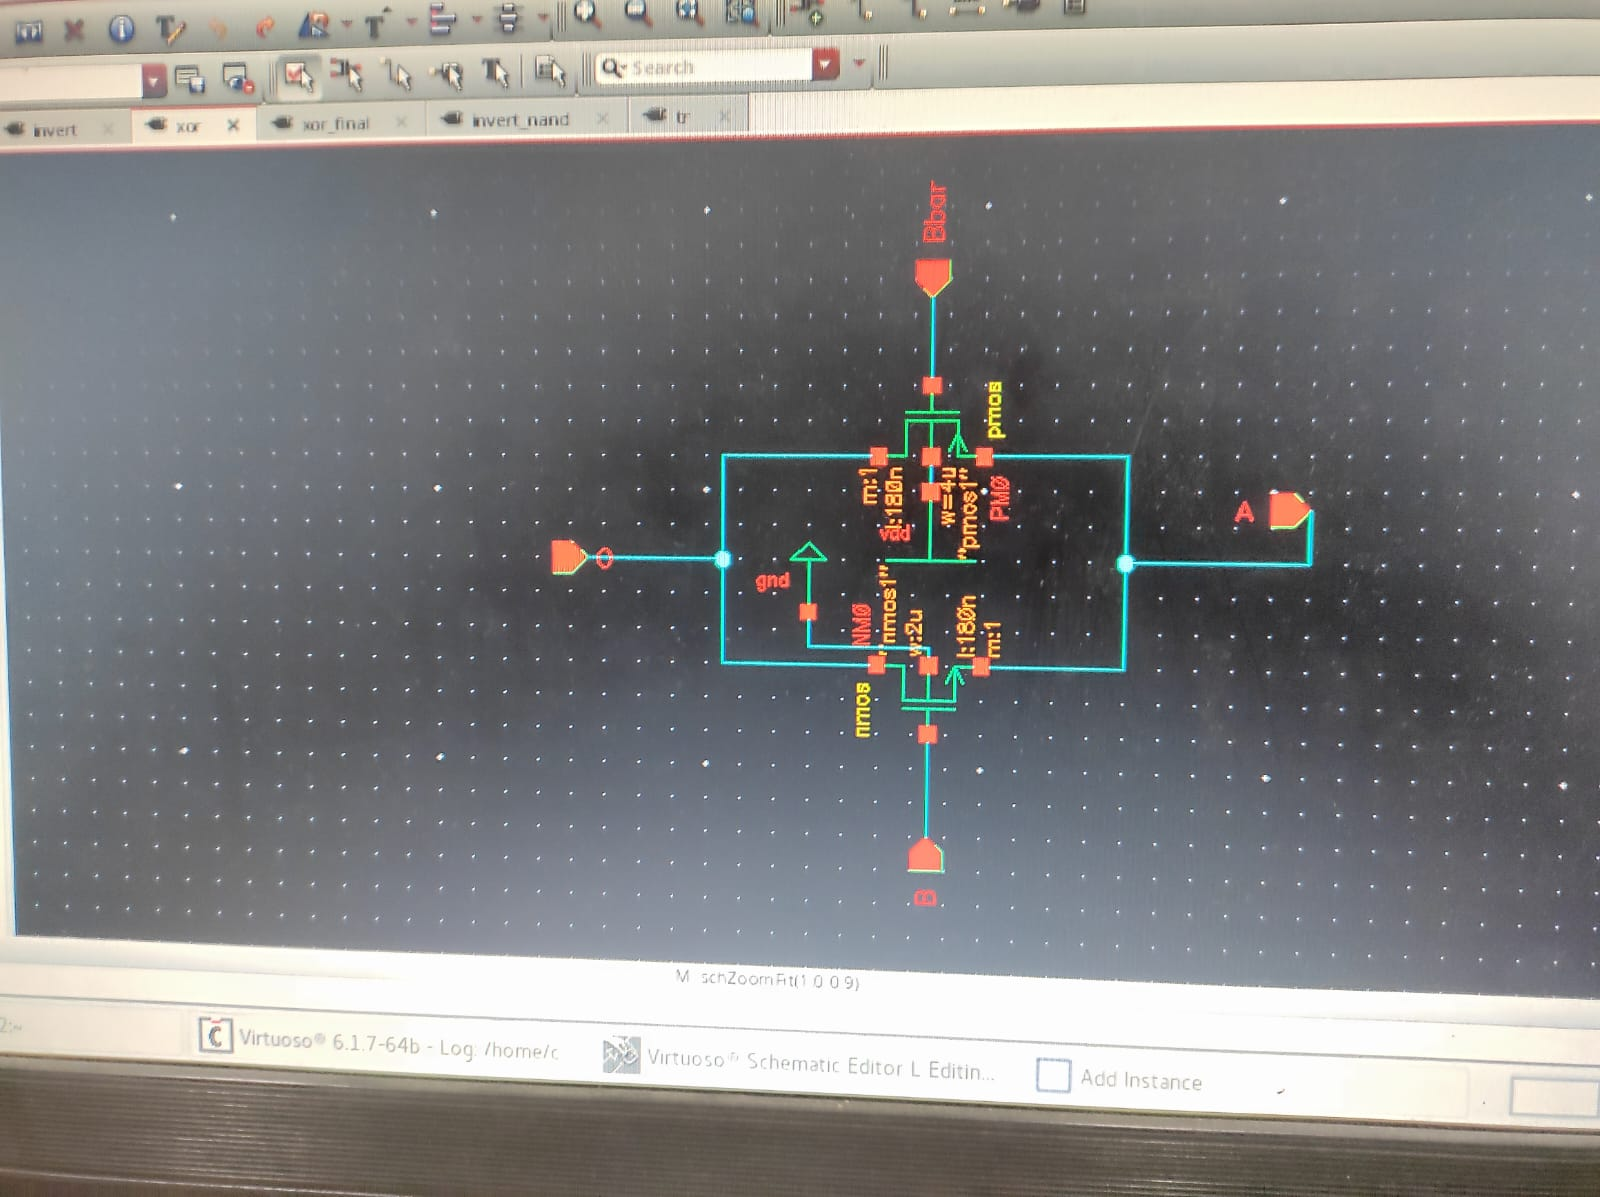 Search
invert
xor
xor_final
invert_nand
tr
Bbar
pmos
m:1
l:180n
w=4u
"pmos1"
PM0
vdd
A
O
gnd
NM0
"nmos1"
w:2u
l:180n
m:1
nmos
B
M schZoomFit(1.0 0.9)
2:~
Virtuoso® 6.1.7-64b - Log: /home/c
Virtuoso® Schematic Editor L Editin...
Add Instance